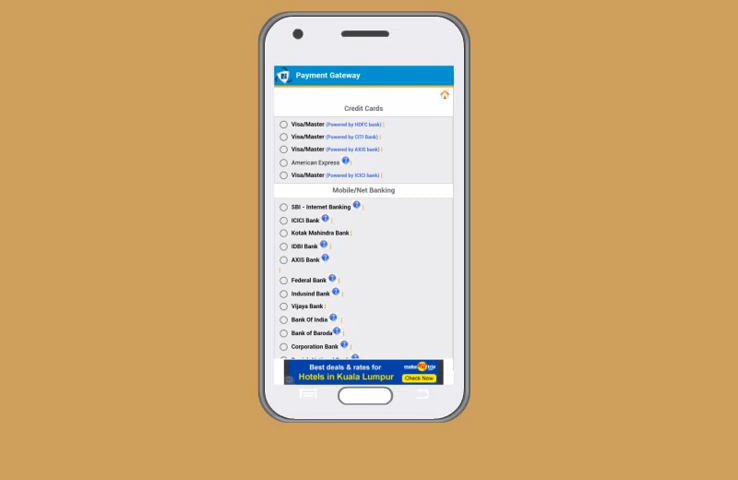 Payment Gateway
Credit Cards
Visa/Master (Powered by HDFC bank) |
Visa/Master (Powered by CITI Bank) |
Visa/Master (Powered by AXIS bank) |
American Express ? |
Visa/Master (Powered by ICICI bank) |
Mobile/Net Banking
SBI - Internet Banking ? |
ICICI Bank ? |
Kotak Mahindra Bank |
IDBI Bank ? |
AXIS Bank ?
|
Federal Bank ? |
Indusind Bank ? |
Vijaya Bank |
Bank Of India ? |
Bank of Baroda ? |
Corporation Bank ? |
Best deals & rates for
Hotels in Kuala Lumpur
make my trip
Check Now